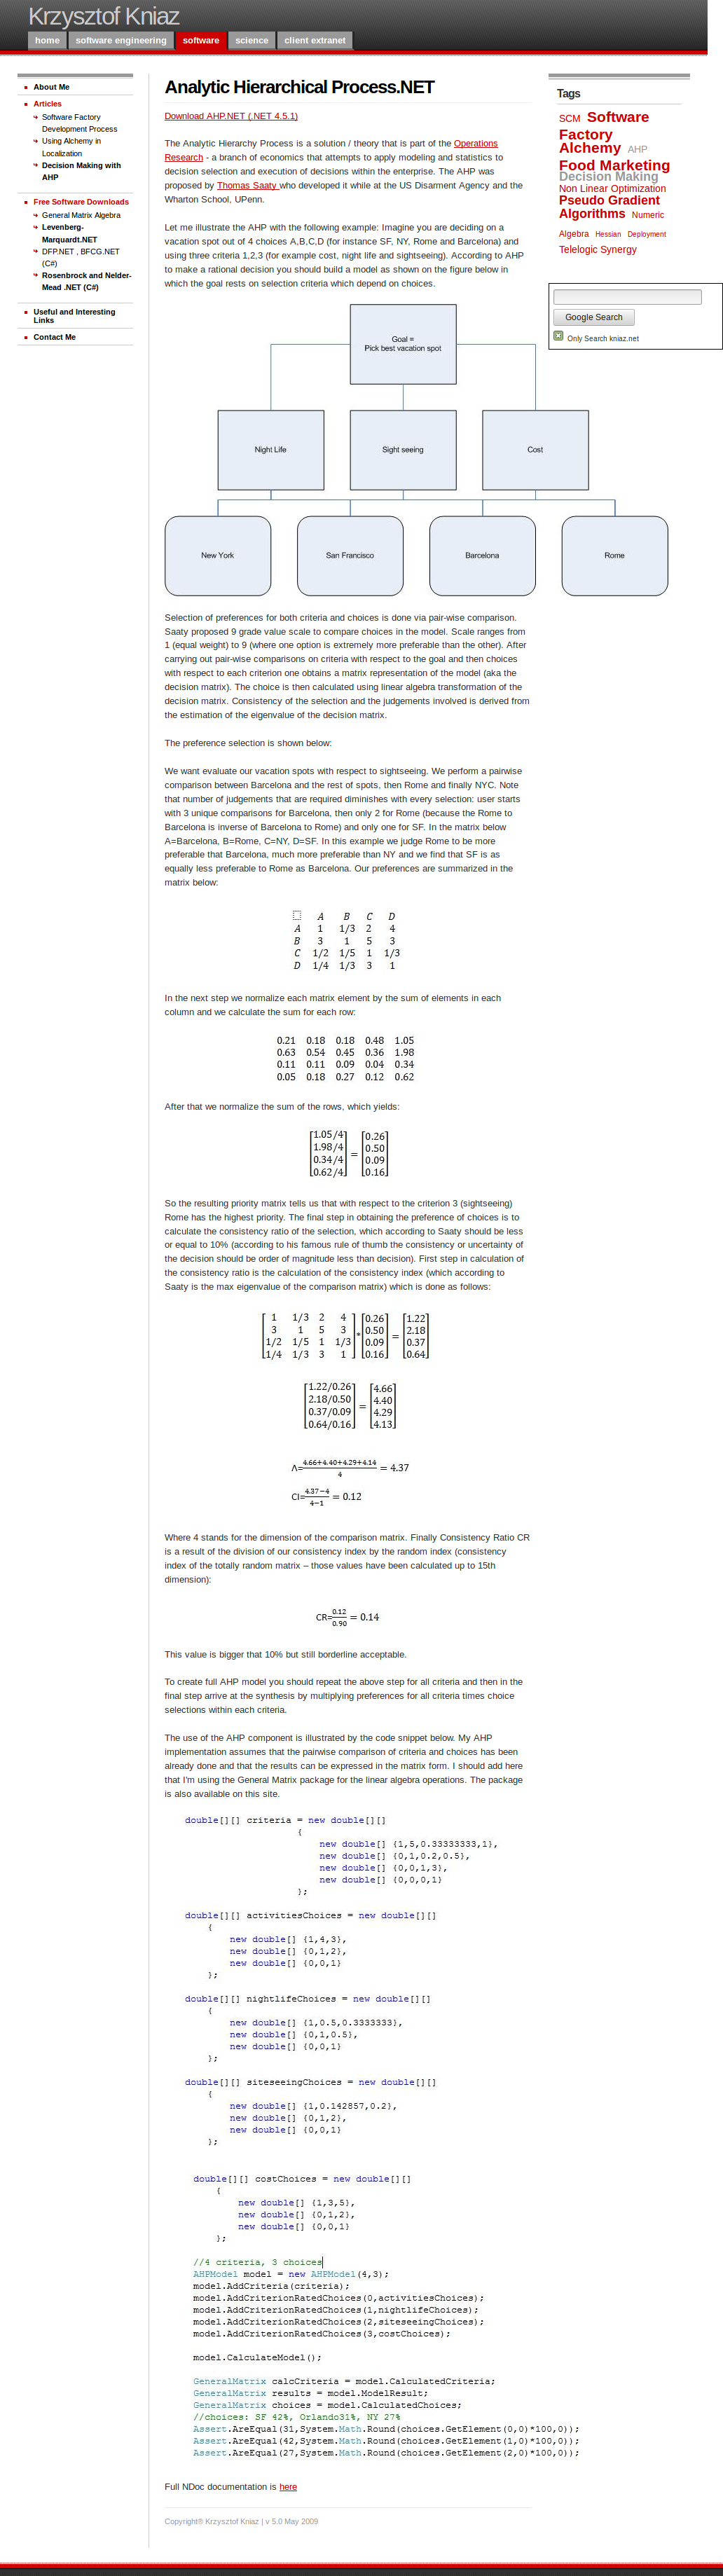 Krzysztof Kniaz
home software engineering software science client extranet
About Me
Articles
Software Factory
Development Process
Using Alchemy in
Localization
Decision Making with
AHP
Free Software Downloads
General Matrix Algebra
Levenberg-
Marquardt.NET
DFP.NET , BFCG.NET
(C#)
Rosenbrock and Nelder-
Mead .NET (C#)
Useful and Interesting
Links
Contact Me
Analytic Hierarchical Process.NET
Download AHP.NET (.NET 4.5.1)
The Analytic Hierarchy Process is a solution / theory that is part of the Operations
Research - a branch of economics that attempts to apply modeling and statistics to
decision selection and execution of decisions within the enterprise. The AHP was
proposed by Thomas Saaty who developed it while at the US Disarment Agency and the
Wharton School, UPenn.
Let me illustrate the AHP with the following example: Imagine you are deciding on a
vacation spot out of 4 choices A,B,C,D (for instance SF, NY, Rome and Barcelona) and
using three criteria 1,2,3 (for example cost, night life and sightseeing). According to AHP
to make a rational decision you should build a model as shown on the figure below in
which the goal rests on selection criteria which depend on choices.
Goal =
Pick best vacation spot
Night Life
Sight seeing
Cost
New York
San Francisco
Barcelona
Rome
Selection of preferences for both criteria and choices is done via pair-wise comparison.
Saaty proposed 9 grade value scale to compare choices in the model. Scale ranges from
1 (equal weight) to 9 (where one option is extremely more preferable than the other). After
carrying out pair-wise comparisons on criteria with respect to the goal and then choices
with respect to each criterion one obtains a matrix representation of the model (aka the
decision matrix). The choice is then calculated using linear algebra transformation of the
decision matrix. Consistency of the selection and the judgements involved is derived from
the estimation of the eigenvalue of the decision matrix.
The preference selection is shown below:
We want evaluate our vacation spots with respect to sightseeing. We perform a pairwise
comparison between Barcelona and the rest of spots, then Rome and finally NYC. Note
that number of judgements that are required diminishes with every selection: user starts
with 3 unique comparisons for Barcelona, then only 2 for Rome (because the Rome to
Barcelona is inverse of Barcelona to Rome) and only one for SF. In the matrix below
A=Barcelona, B=Rome, C=NY, D=SF. In this example we judge Rome to be more
preferable that Barcelona, much more preferable than NY and we find that SF is as
equally less preferable to Rome as Barcelona. Our preferences are summarized in the
matrix below:
A B C D
A 1 1/3 2 4
B 3 1 5 3
C 1/2 1/5 1 1/3
D 1/4 1/3 3 1
In the next step we normalize each matrix element by the sum of elements in each
column and we calculate the sum for each row:
0.21 0.18 0.18 0.48 1.05
0.63 0.54 0.45 0.36 1.98
0.11 0.11 0.09 0.04 0.34
0.05 0.18 0.27 0.12 0.62
After that we normalize the sum of the rows, which yields:
1.05/4 0.26
1.98/4 = 0.50
0.34/4 0.09
0.62/4 0.16
So the resulting priority matrix tells us that with respect to the criterion 3 (sightseeing)
Rome has the highest priority. The final step in obtaining the preference of choices is to
calculate the consistency ratio of the selection, which according to Saaty should be less
or equal to 10% (according to his famous rule of thumb the consistency or uncertainty of
the decision should be order of magnitude less than decision). First step in calculation of
the consistency ratio is the calculation of the consistency index (which according to
Saaty is the max eigenvalue of the comparison matrix) which is done as follows:
1 1/3 2 4 0.26 1.22
3 1 5 3 * 0.50 = 2.18
1/2 1/5 1 1/3 0.09 0.37
1/4 1/3 3 1 0.16 0.64
1.22/0.26 4.66
2.18/0.50 = 4.40
0.37/0.09 4.29
0.64/0.16 4.13
Λ=4.66+4.40+4.29+4.14/4 = 4.37
CI=4.37−4/4−1 = 0.12
Where 4 stands for the dimension of the comparison matrix. Finally Consistency Ratio CR
is a result of the division of our consistency index by the random index (consistency
index of the totally random matrix – those values have been calculated up to 15th
dimension):
CR=0.12/0.90 = 0.14
This value is bigger that 10% but still borderline acceptable.
To create full AHP model you should repeat the above step for all criteria and then in the
final step arrive at the synthesis by multiplying preferences for all criteria times choice
selections within each criteria.
The use of the AHP component is illustrated by the code snippet below. My AHP
implementation assumes that the pairwise comparison of criteria and choices has been
already done and that the results can be expressed in the matrix form. I should add here
that I'm using the General Matrix package for the linear algebra operations. The package
is also available on this site.
double[][] criteria = new double[][]
{
new double[] {1,5,0.33333333,1},
new double[] {0,1,0.2,0.5},
new double[] {0,0,1,3},
new double[] {0,0,0,1}
};
double[][] activitiesChoices = new double[][]
{
new double[] {1,4,3},
new double[] {0,1,2},
new double[] {0,0,1}
};
double[][] nightlifeChoices = new double[][]
{
new double[] {1,0.5,0.3333333},
new double[] {0,1,0.5},
new double[] {0,0,1}
};
double[][] siteseeingChoices = new double[][]
{
new double[] {1,0.142857,0.2},
new double[] {0,1,2},
new double[] {0,0,1}
};
double[][] costChoices = new double[][]
{
new double[] {1,3,5},
new double[] {0,1,2},
new double[] {0,0,1}
};
//4 criteria, 3 choices
AHPModel model = new AHPModel(4,3);
model.AddCriteria(criteria);
model.AddCriterionRatedChoices(0,activitiesChoices);
model.AddCriterionRatedChoices(1,nightlifeChoices);
model.AddCriterionRatedChoices(2,siteseeingChoices);
model.AddCriterionRatedChoices(3,costChoices);
model.CalculateModel();
GeneralMatrix calcCriteria = model.CalculatedCriteria;
GeneralMatrix results = model.ModelResult;
GeneralMatrix choices = model.CalculatedChoices;
//choices: SF 42%, Orlando31%, NY 27%
Assert.AreEqual(31,System.Math.Round(choices.GetElement(0,0)*100,0));
Assert.AreEqual(42,System.Math.Round(choices.GetElement(1,0)*100,0));
Assert.AreEqual(27,System.Math.Round(choices.GetElement(2,0)*100,0));
Full NDoc documentation is here
Copyright® Krzysztof Kniaz | v 5.0 May 2009
Tags
SCM Software
Factory
Alchemy AHP
Food Marketing
Decision Making
Non Linear Optimization
Pseudo Gradient
Algorithms Numeric
Algebra Hessian Deployment
Telelogic Synergy
Google Search
Only Search kniaz.net